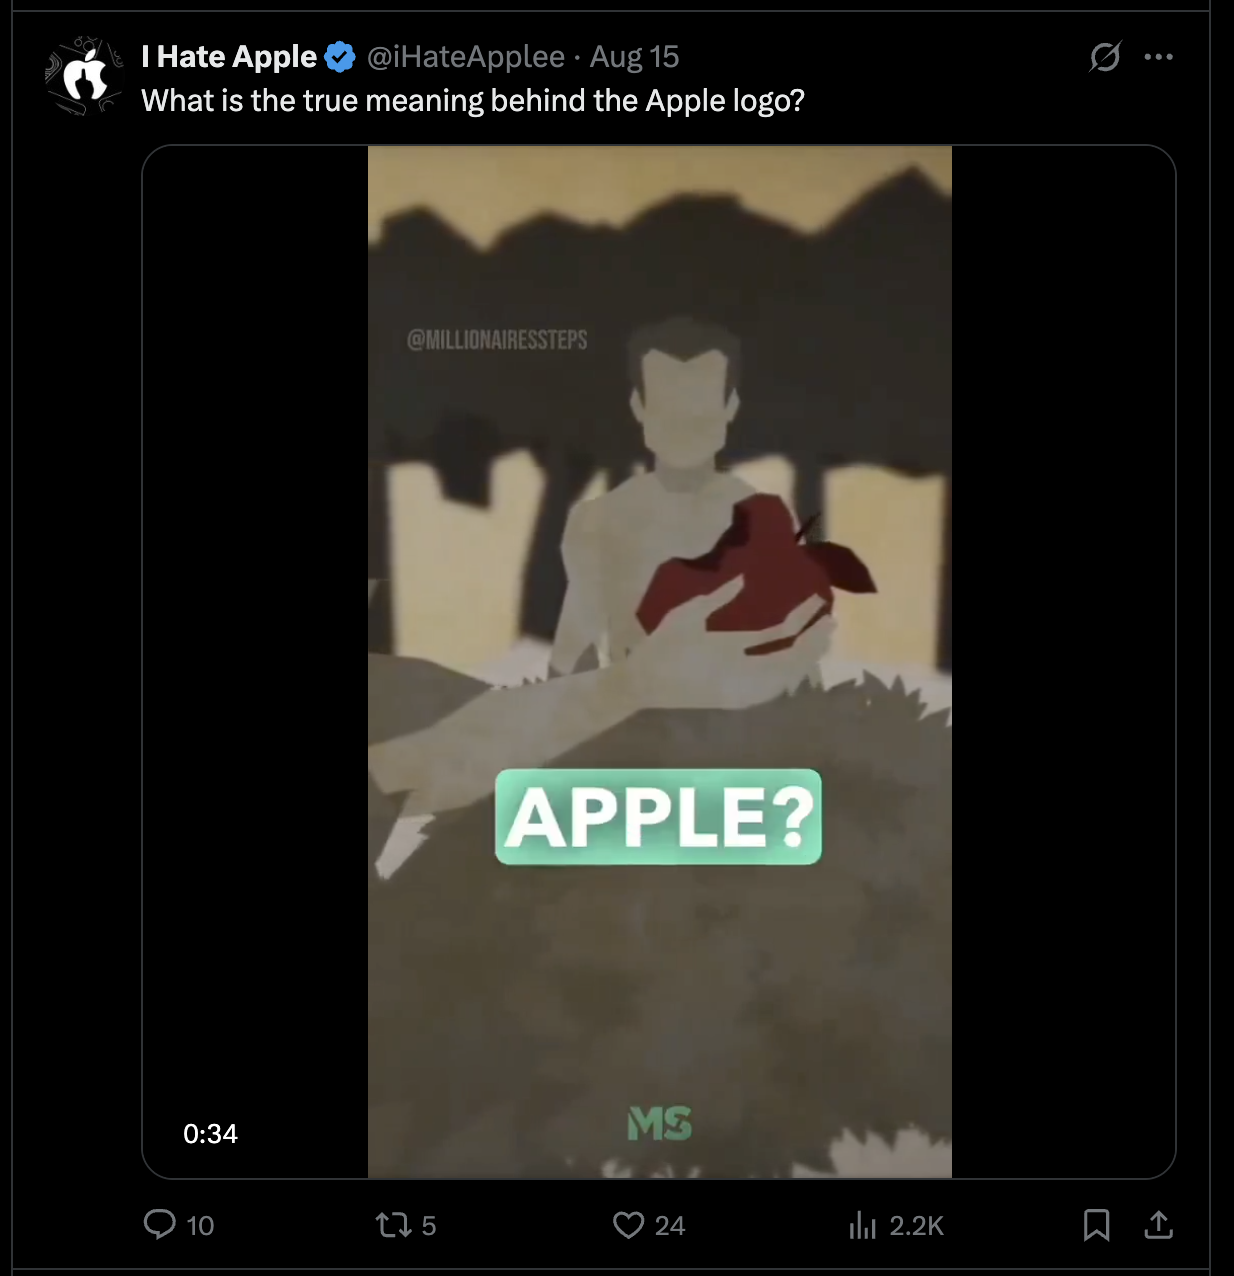 I Hate Apple @iHateApplee · Aug 15
What is the true meaning behind the Apple logo?
@MILLIONAIRESSTEPS
APPLE?
MS
0:34
10 5 24 2.2K